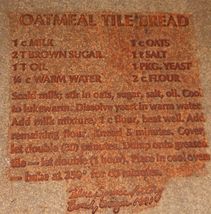 OATMEAL TILE BREAD
1 c MILK 1 c OATS
2 T BROWN SUGAR 1 t SALT
1 T OIL 1 PKG. YEAST
¼ c WARM WATER 2 c FLOUR
Scald milk; stir in oats, sugar, salt, oil. Cool
to lukewarm. Dissolve yeast in warm water.
Add milk mixture, 1 c flour, beat well. Add
remaining flour. Knead 5 minutes. Cover,
let double (30 min). Dump onto greased
tile — let double (1 hour). Place in cool oven
— bake at 350° for 60 minutes.